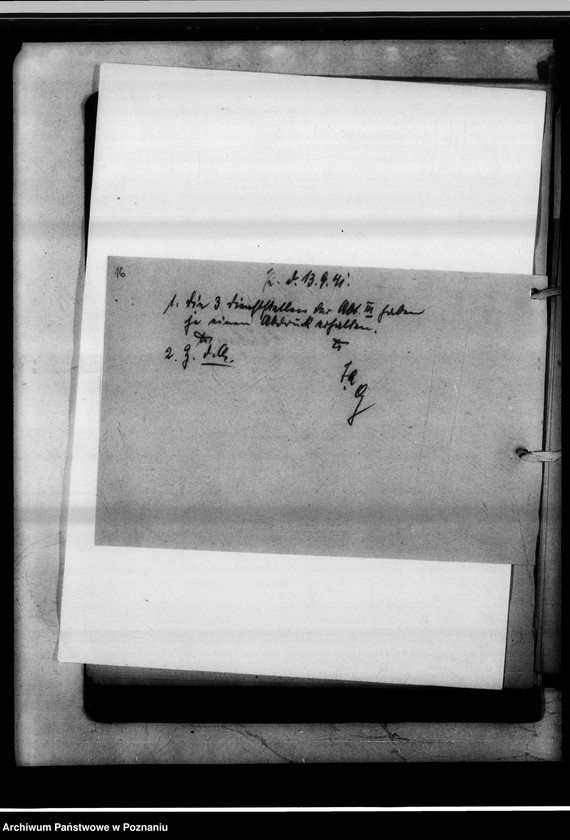 16
d. 13.9.41.
1. Die 3 Dienststellen der Abt. III haben
je einen Abdruck erhalten.
2. Z. d. A.
Archiwum Państwowe w Poznaniu